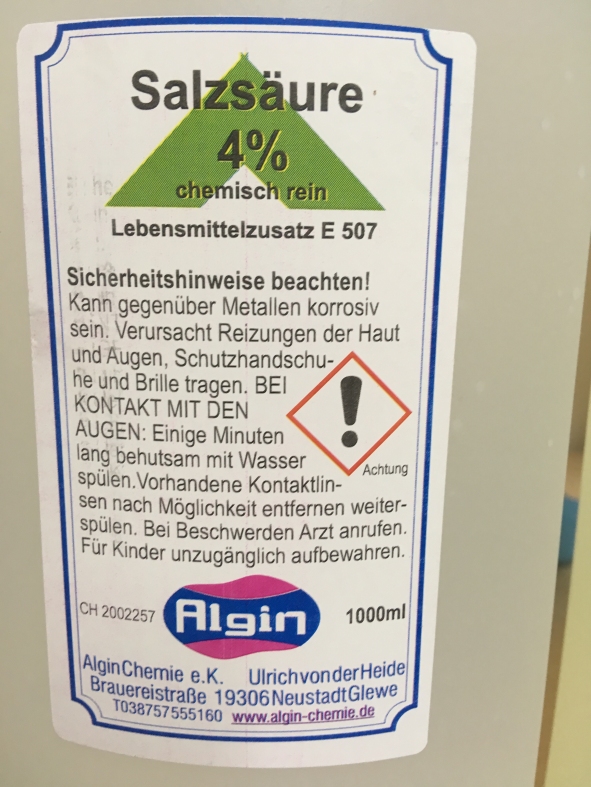 Salzsäure
4%
chemisch rein
Lebensmittelzusatz E 507
Sicherheitshinweise beachten!
Kann gegenüber Metallen korrosiv
sein. Verursacht Reizungen der Haut
und Augen, Schutzhandschu-
he und Brille tragen. BEI
KONTAKT MIT DEN
AUGEN: Einige Minuten
lang behutsam mit Wasser
Achtung
spülen.Vorhandene Kontaktlin-
sen nach Möglichkeit entfernen weiter-
spülen. Bei Beschwerden Arzt anrufen.
Für Kinder unzugänglich aufbewahren.
CH 2002257 Algin 1000ml
AlginChemie e.K. UlrichvonderHeide
Brauereistraße 19306NeustadtGlewe
T038757555160 www.algin-chemie.de